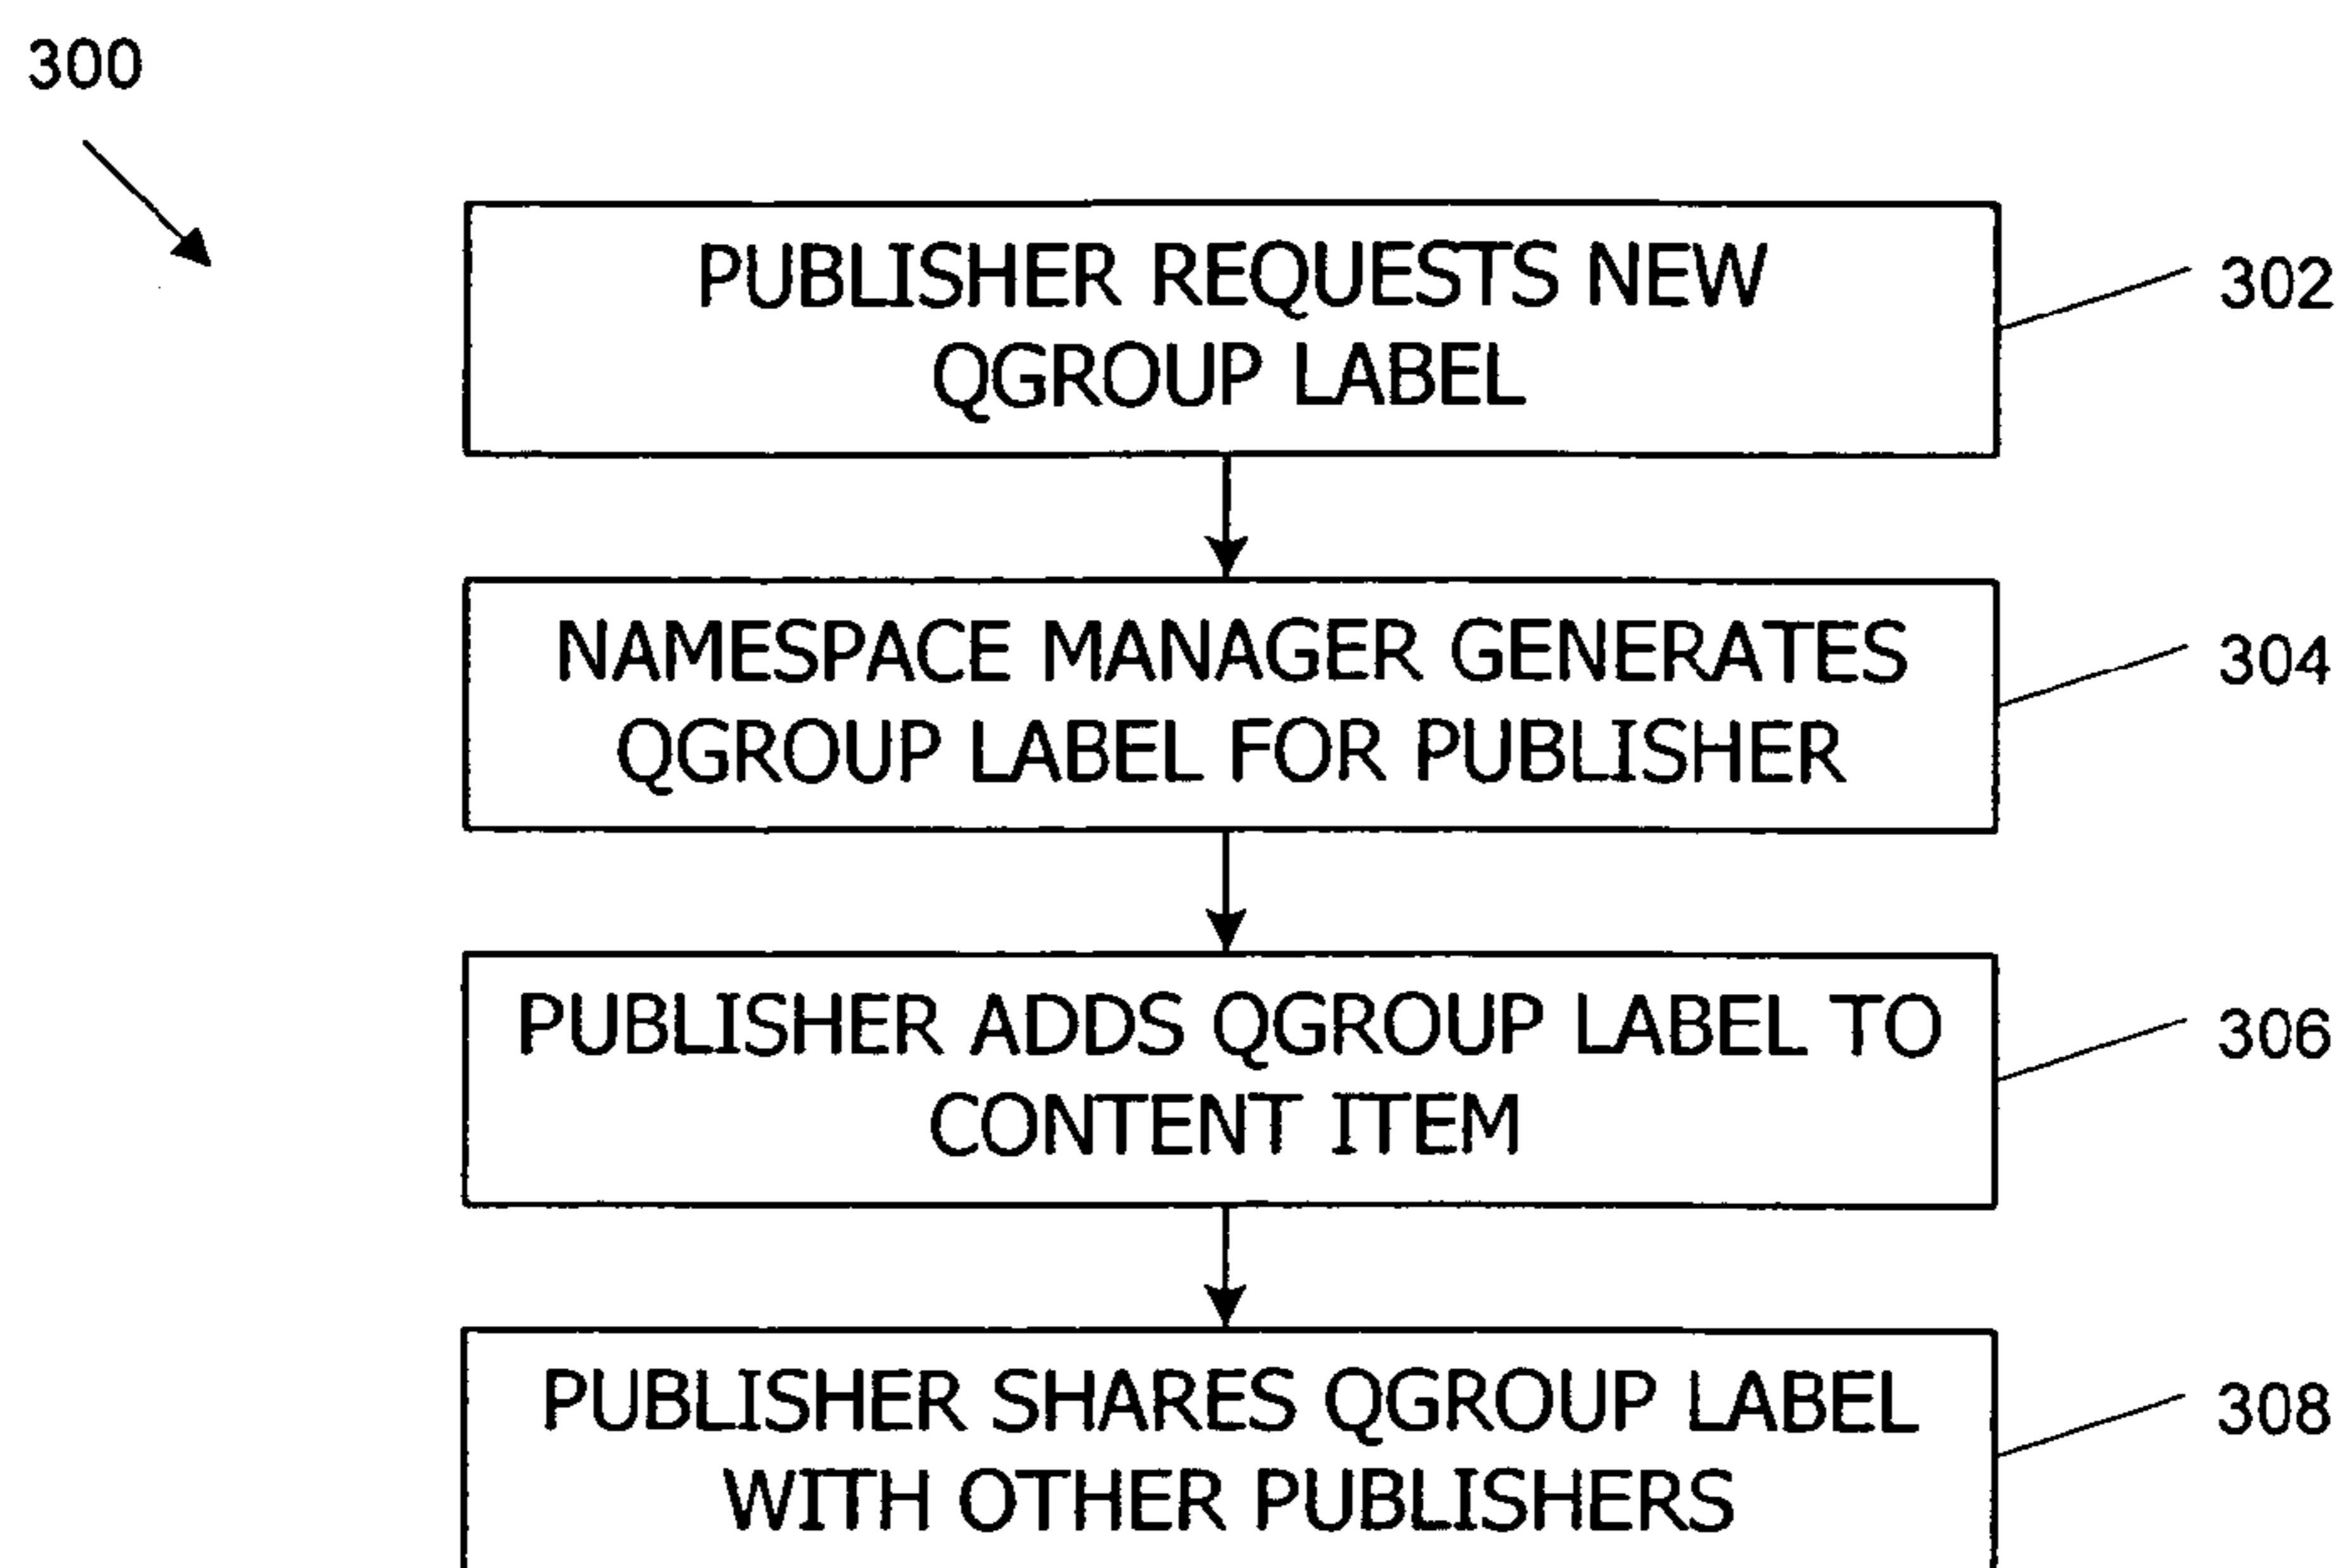 300
PUBLISHER REQUESTS NEW
QGROUP LABEL
302
NAMESPACE MANAGER GENERATES
QGROUP LABEL FOR PUBLISHER
304
PUBLISHER ADDS QGROUP LABEL TO
CONTENT ITEM
306
PUBLISHER SHARES QGROUP LABEL
WITH OTHER PUBLISHERS
308